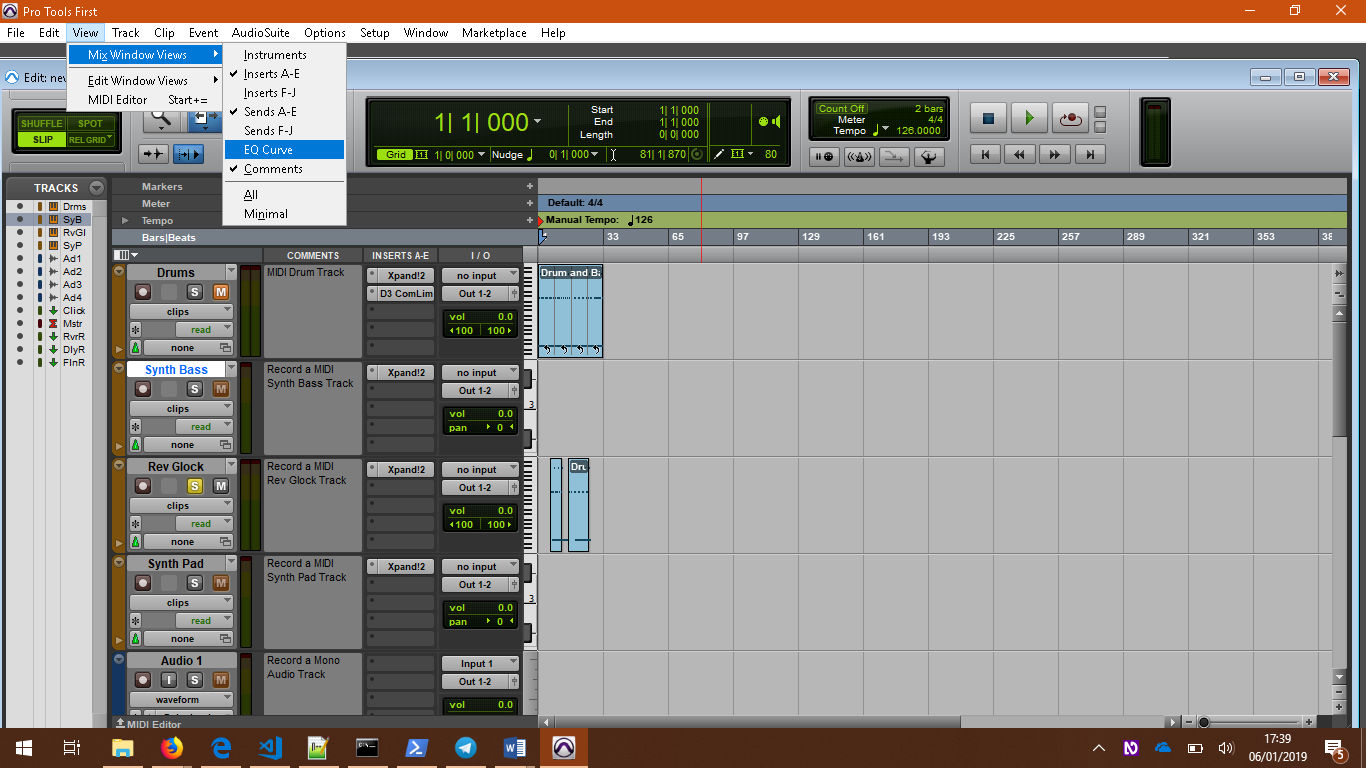 Pro Tools First
File Edit View Track Clip Event AudioSuite Options Setup Window Marketplace Help
Mix Window Views
Edit Window Views
MIDI Editor Start+=
Instruments
Inserts A-E
Inserts F-J
Sends A-E
Sends F-J
EQ Curve
Comments
All
Minimal
Edit: new
SHUFFLE SPOT
SLIP REL GRID
1| 1| 000
Start 1| 1| 000
End 1| 1| 000
Length 0| 0| 000
Grid 1| 0| 000 Nudge 0| 1| 000 81| 1| 870 80
Count Off 2 bars
Meter 4/4
Tempo 126.0000
TRACKS
Drms
SyB
RvGl
SyP
Ad1
Ad2
Ad3
Ad4
Click
Mstr
RvrR
DlyR
FlnR
Markers
Meter Default: 4/4
Tempo Manual Tempo: 126
Bars|Beats 33 65 97 129 161 193 225 257 289 321 353
COMMENTS INSERTS A-E I / O
Drums
S M
clips
read
none
MIDI Drum Track
Xpand!2
D3 ComLim
no input
Out 1-2
vol 0.0
100 100
Drum and Ba
Synth Bass
S M
clips
read
none
Record a MIDI
Synth Bass Track
Xpand!2
no input
Out 1-2
vol 0.0
pan 0
3
Rev Glock
S M
clips
read
none
Record a MIDI
Rev Glock Track
Xpand!2
no input
Out 1-2
vol 0.0
100 100
Dru
Synth Pad
S M
clips
read
none
Record a MIDI
Synth Pad Track
Xpand!2
no input
Out 1-2
vol 0.0
pan 0
3
Audio 1
I S M
waveform
Record a Mono
Audio Track
Input 1
Out 1-2
vol 0.0
MIDI Editor
17:39
06/01/2019
5